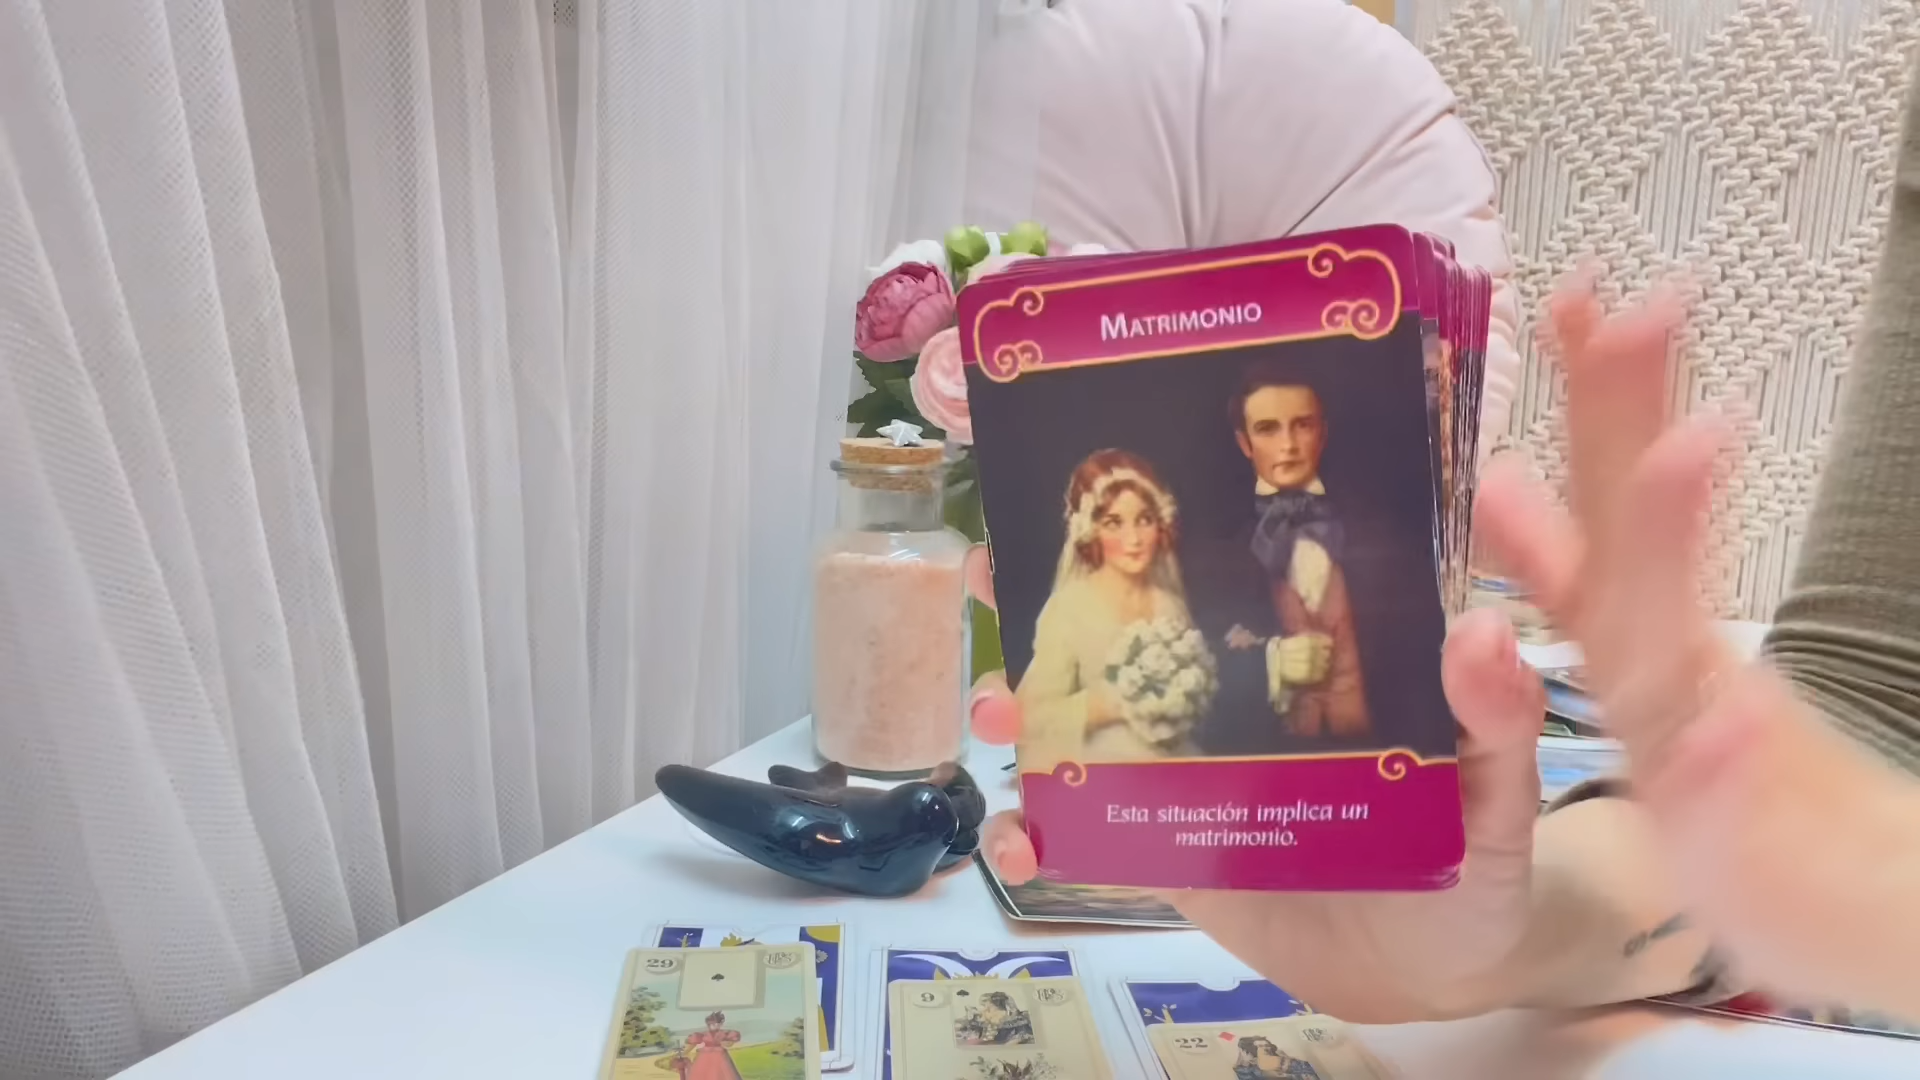 MATRIMONIO
Esta situación implica un
matrimonio.
29
9
22